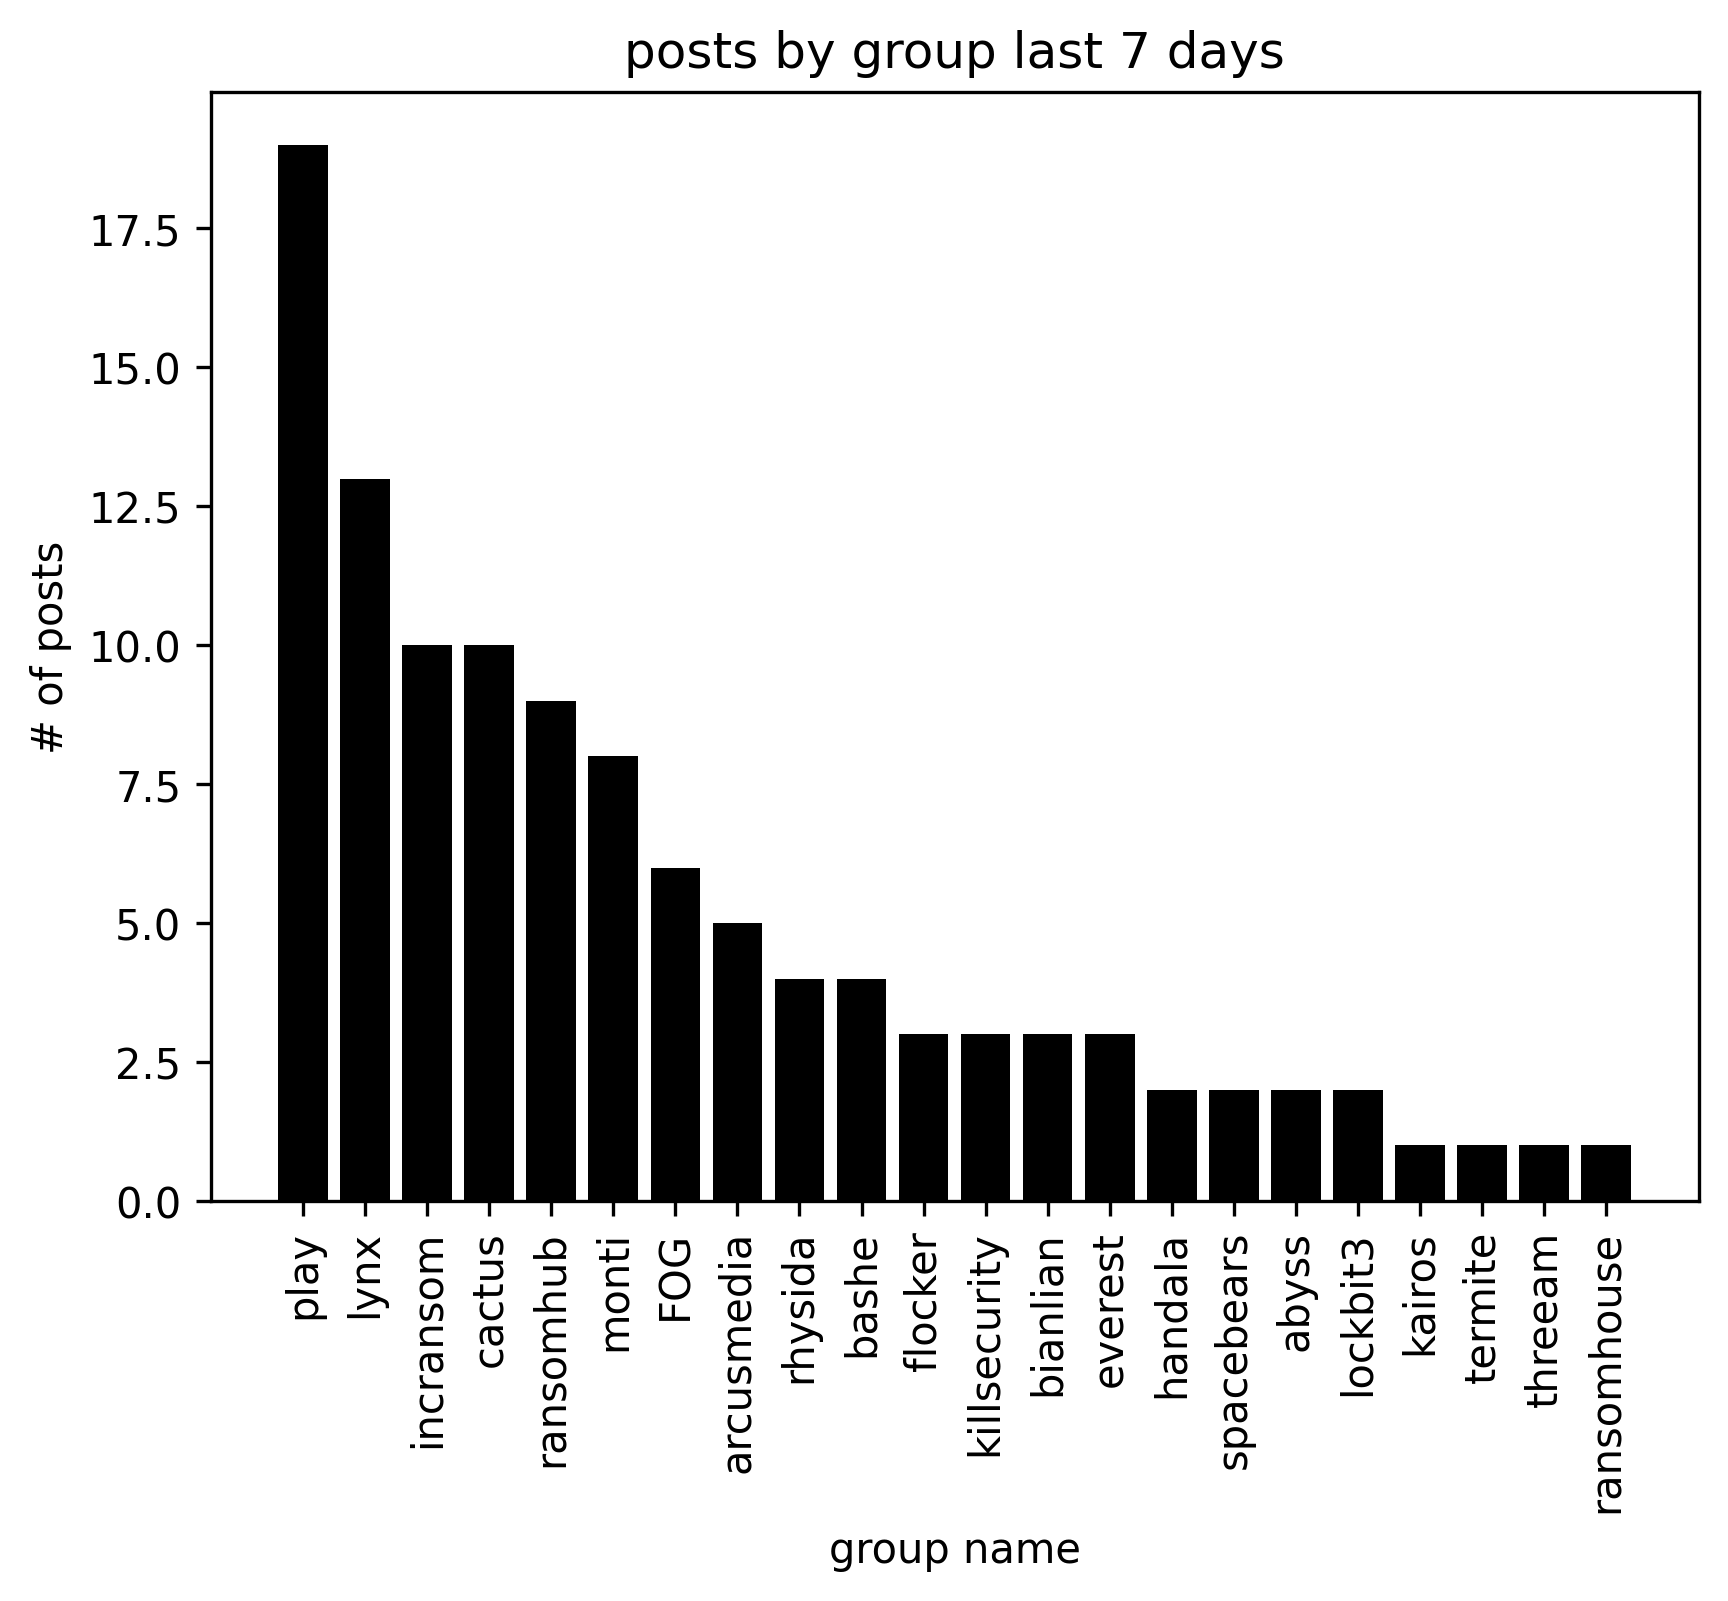 posts by group last 7 days
# of posts
17.5
15.0
12.5
10.0
7.5
5.0
2.5
0.0
play
lynx
incransom
cactus
ransomhub
monti
FOG
arcusmedia
rhysida
bashe
flocker
killsecurity
bianlian
everest
handala
spacebears
abyss
lockbit3
kairos
termite
threeam
ransomhouse
group name